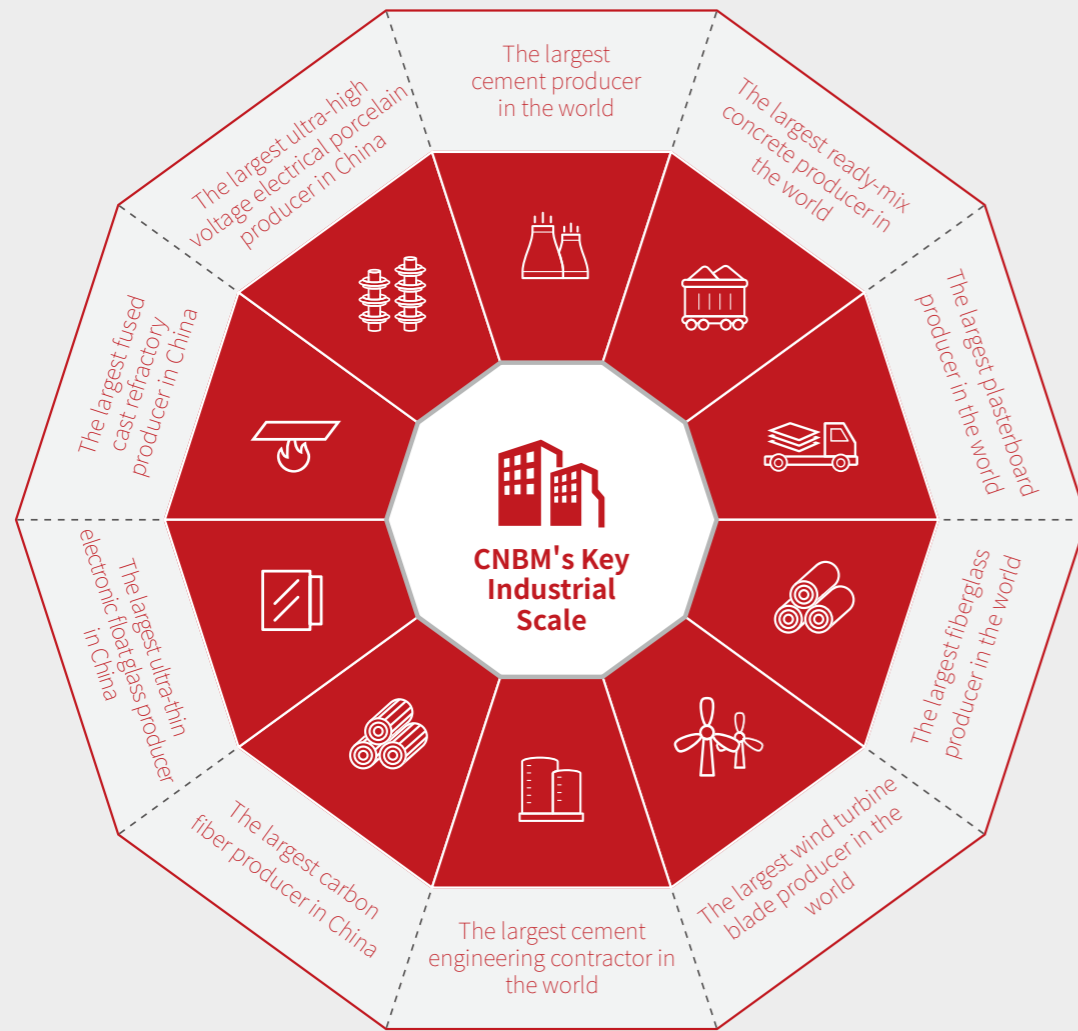 The largest
cement producer
in the world
The largest ready-mix
concrete producer in
the world
The largest plasterboard
producer in the world
The largest fiberglass
producer in the world
The largest wind turbine
blade producer in the
world
The largest cement
engineering contractor in
the world
The largest carbon
fiber producer in China
The largest ultra-thin
electronic float glass producer
in China
The largest fused
cast refractory
producer in China
The largest ultra-high
voltage electrical porcelain
producer in China
CNBM's Key
Industrial
Scale